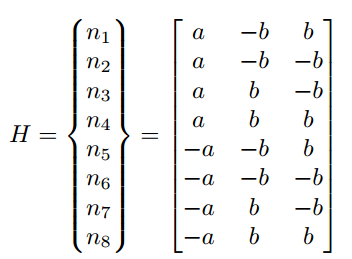 H = { n₁ } = [ a −b b ]
{ n₂ } [ a −b −b ]
{ n₃ } [ a b −b ]
{ n₄ } [ a b b ]
{ n₅ } [ −a −b b ]
{ n₆ } [ −a −b −b ]
{ n₇ } [ −a b −b ]
{ n₈ } [ −a b b ]